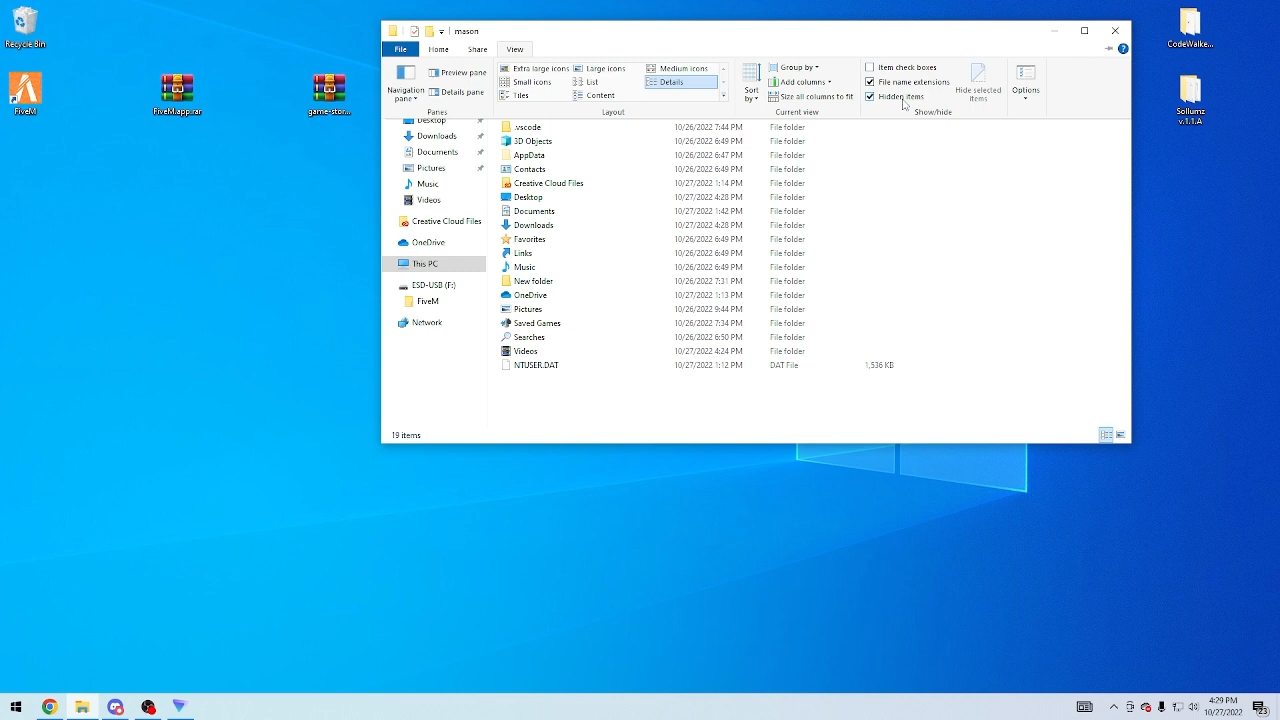 Recycle Bin
FiveM
FiveM.app.rar
game-stor...
CodeWalke...
Sollumz
v.1.1.A
mason
File
Home
Share
View
Navigation
pane
Preview pane
Details pane
Panes
Extra large icons
Large icons
Medium icons
Small icons
List
Details
Tiles
Content
Layout
Sort
by
Group by
Add columns
Size all columns to fit
Current view
Item check boxes
File name extensions
Hidden items
Hide selected
items
Show/hide
Options
Desktop
Downloads
Documents
Pictures
Music
Videos
Creative Cloud Files
OneDrive
This PC
ESD-USB (F:)
FiveM
Network
.vscode 10/26/2022 7:44 PM File folder
3D Objects 10/26/2022 6:49 PM File folder
AppData 10/26/2022 6:47 PM File folder
Contacts 10/26/2022 6:49 PM File folder
Creative Cloud Files 10/27/2022 1:14 PM File folder
Desktop 10/27/2022 4:28 PM File folder
Documents 10/27/2022 1:42 PM File folder
Downloads 10/27/2022 4:28 PM File folder
Favorites 10/26/2022 6:49 PM File folder
Links 10/26/2022 6:49 PM File folder
Music 10/26/2022 6:49 PM File folder
New folder 10/26/2022 7:31 PM File folder
OneDrive 10/27/2022 1:13 PM File folder
Pictures 10/26/2022 9:44 PM File folder
Saved Games 10/26/2022 7:34 PM File folder
Searches 10/26/2022 6:50 PM File folder
Videos 10/27/2022 4:24 PM File folder
NTUSER.DAT 10/27/2022 1:12 PM DAT File 1,536 KB
19 items
4:29 PM
10/27/2022
23